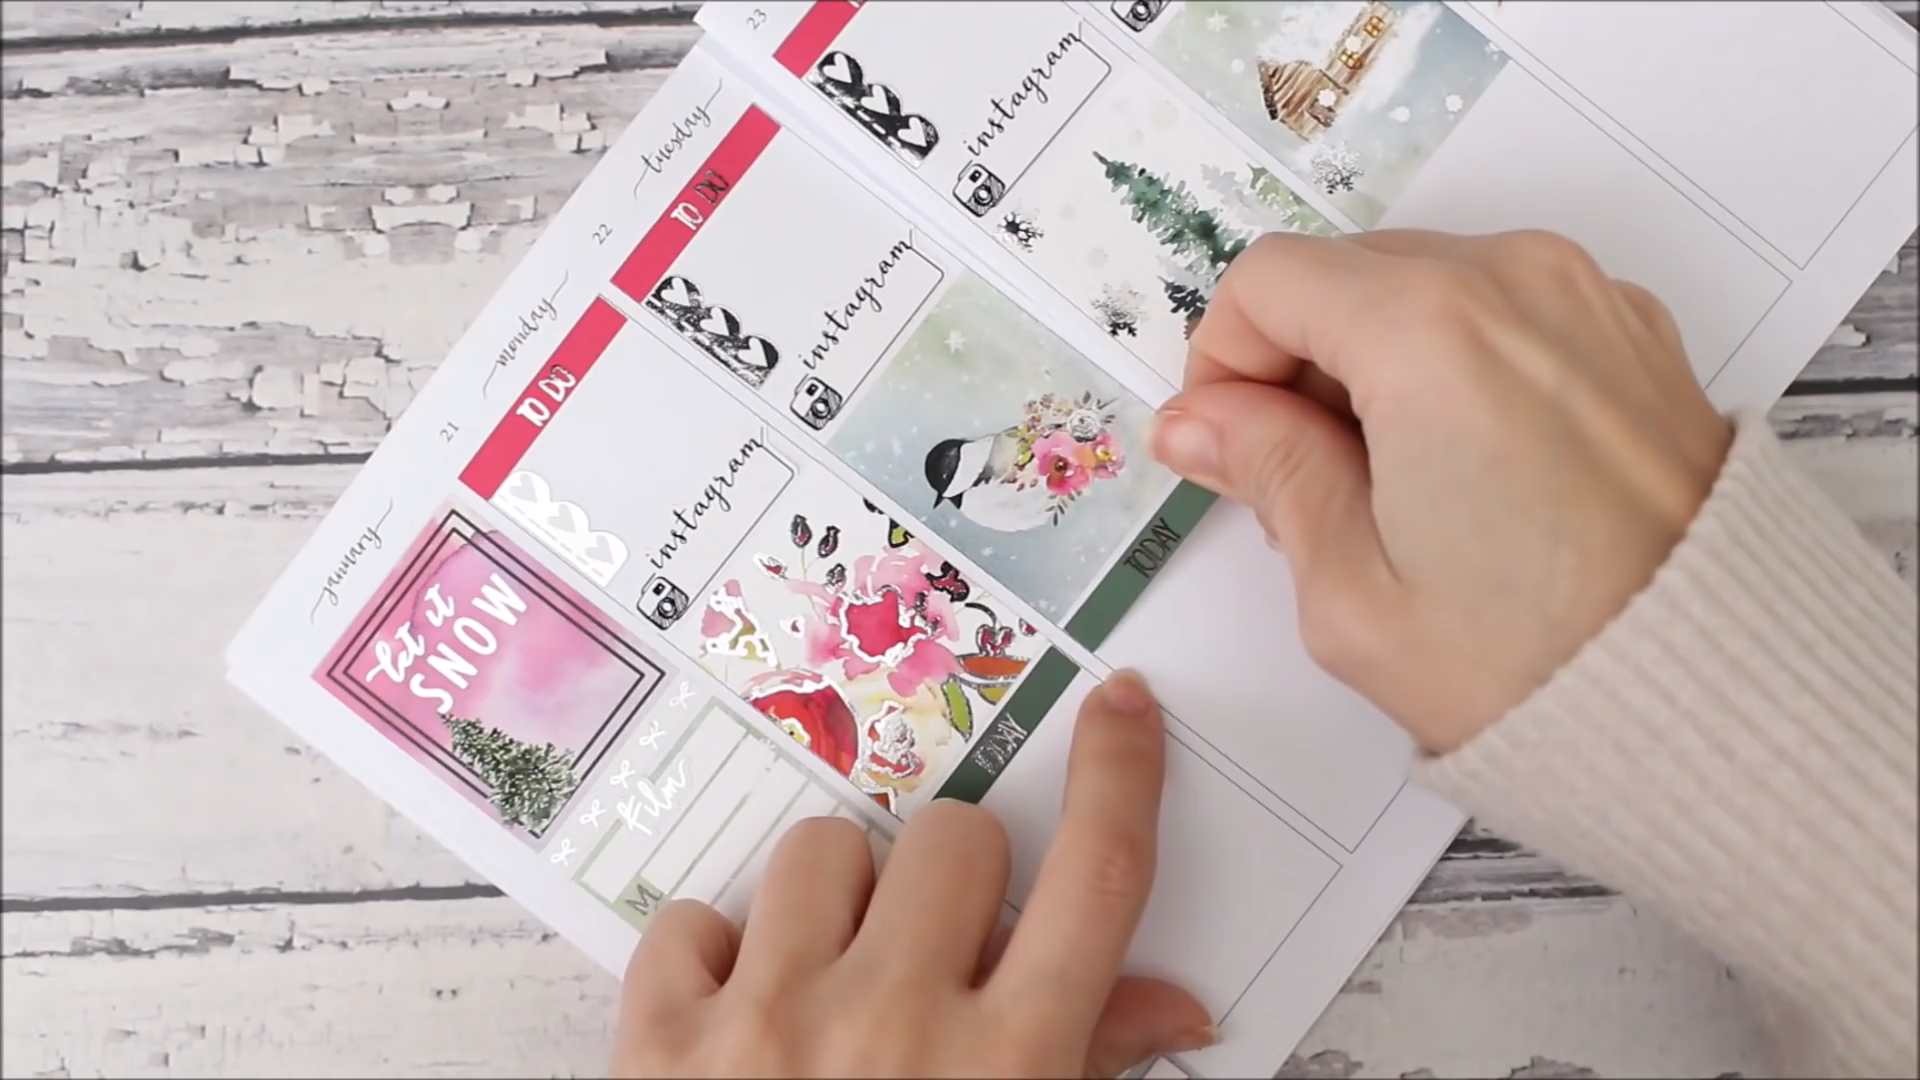 january
let it
SNOW
film
M
21
monday
TO DO
instagram
TODAY
22
tuesday
TO DO
instagram
TODAY
23
instagram